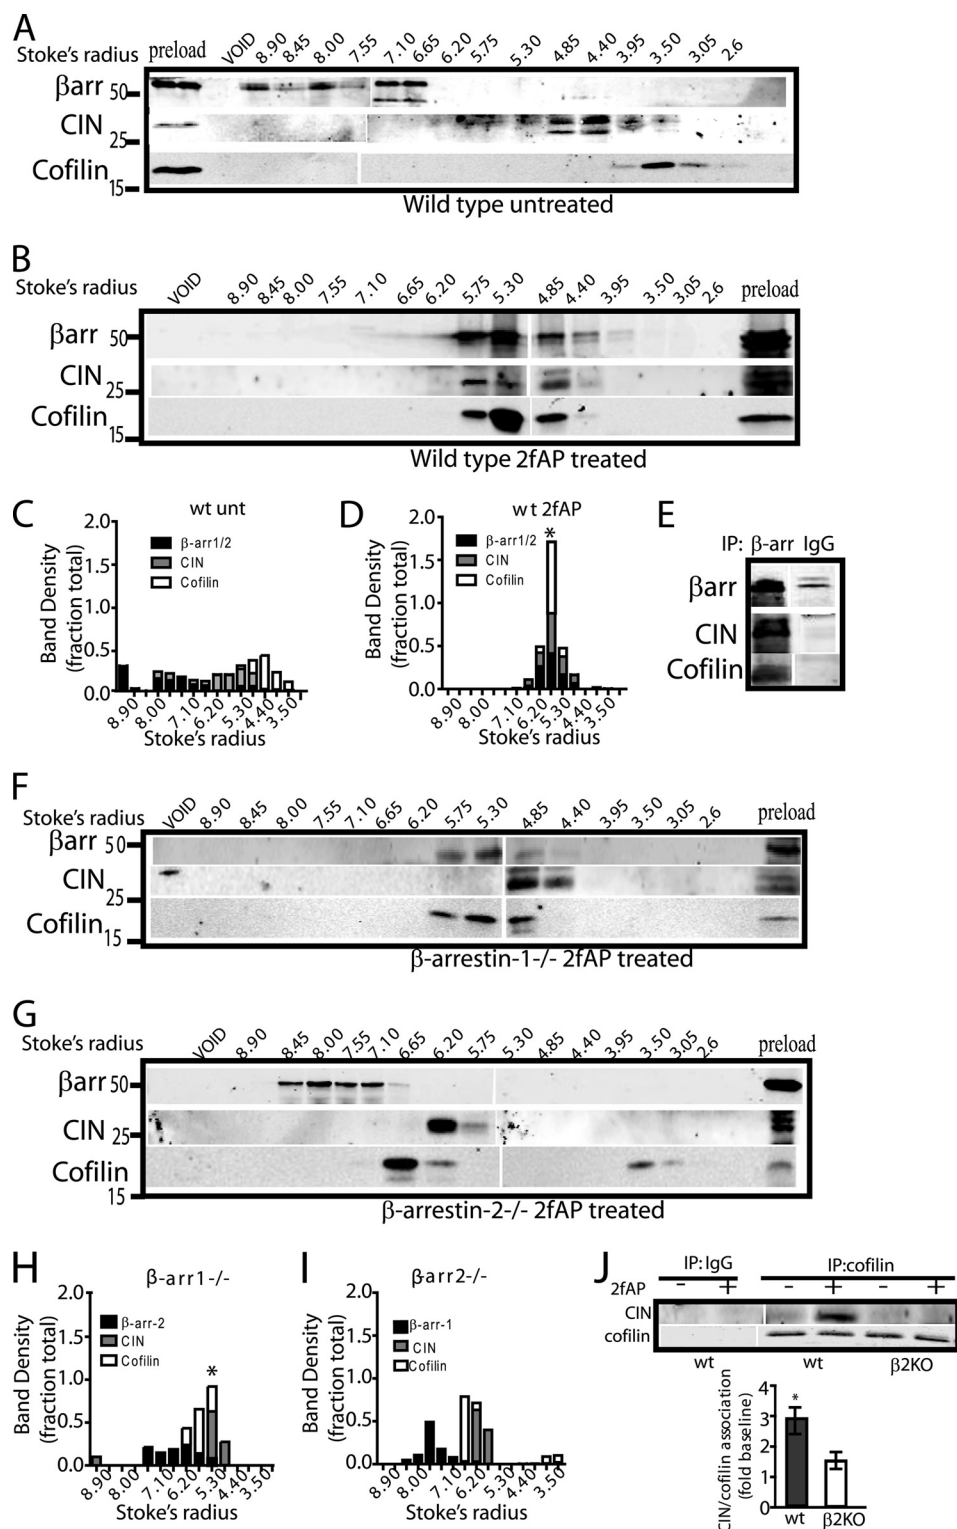 A
Stoke's radius preload VOID 8.90 8.45 8.00 7.55 7.10 6.65 6.20 5.75 5.30 4.85 4.40 3.95 3.50 3.05 2.6
βarr 50
CIN
25
Cofilin
15
Wild type untreated
B
Stoke's radius VOID 8.90 8.45 8.00 7.55 7.10 6.65 6.20 5.75 5.30 4.85 4.40 3.95 3.50 3.05 2.6 preload
βarr 50
CIN
25
Cofilin
15
Wild type 2fAP treated
C
wt unt
β-arr1/2
CIN
Cofilin
Band Density
(fraction total)
2.0
1.5
1.0
0.5
0.0
8.90 8.00 7.10 6.20 5.30 4.40 3.50
Stoke's radius
D
wt 2fAP
β-arr1/2
CIN
Cofilin
*
Band Density
(fraction total)
2.0
1.5
1.0
0.5
0.0
8.90 8.00 7.10 6.20 5.30 4.40 3.50
Stoke's radius
E
IP: β-arr IgG
βarr
CIN
Cofilin
F
Stoke's radius VOID 8.90 8.45 8.00 7.55 7.10 6.65 6.20 5.75 5.30 4.85 4.40 3.95 3.50 3.05 2.6 preload
βarr 50
CIN
25
Cofilin
15
β-arrestin-1-/- 2fAP treated
G
Stoke's radius VOID 8.90 8.45 8.00 7.55 7.10 6.65 6.20 5.75 5.30 4.85 4.40 3.95 3.50 3.05 2.6 preload
βarr 50
CIN
25
Cofilin
15
β-arrestin-2-/- 2fAP treated
H
β-arr1-/-
β-arr-2
CIN
Cofilin
*
Band Density
(fraction total)
2.0
1.5
1.0
0.5
0.0
8.90 8.00 7.10 6.20 5.30 4.40 3.50
Stoke's radius
I
βarr2-/-
β-arr-1
CIN
Cofilin
Band Density
(fraction total)
2.0
1.5
1.0
0.5
0.0
8.90 8.00 7.10 6.20 5.30 4.40 3.50
Stoke's radius
J
IP: IgG IP:cofilin
2fAP - + - + - +
CIN
cofilin
wt wt β2KO
CIN/cofilin association
(fold baseline)
4
3
2
1
0
*
wt β2KO